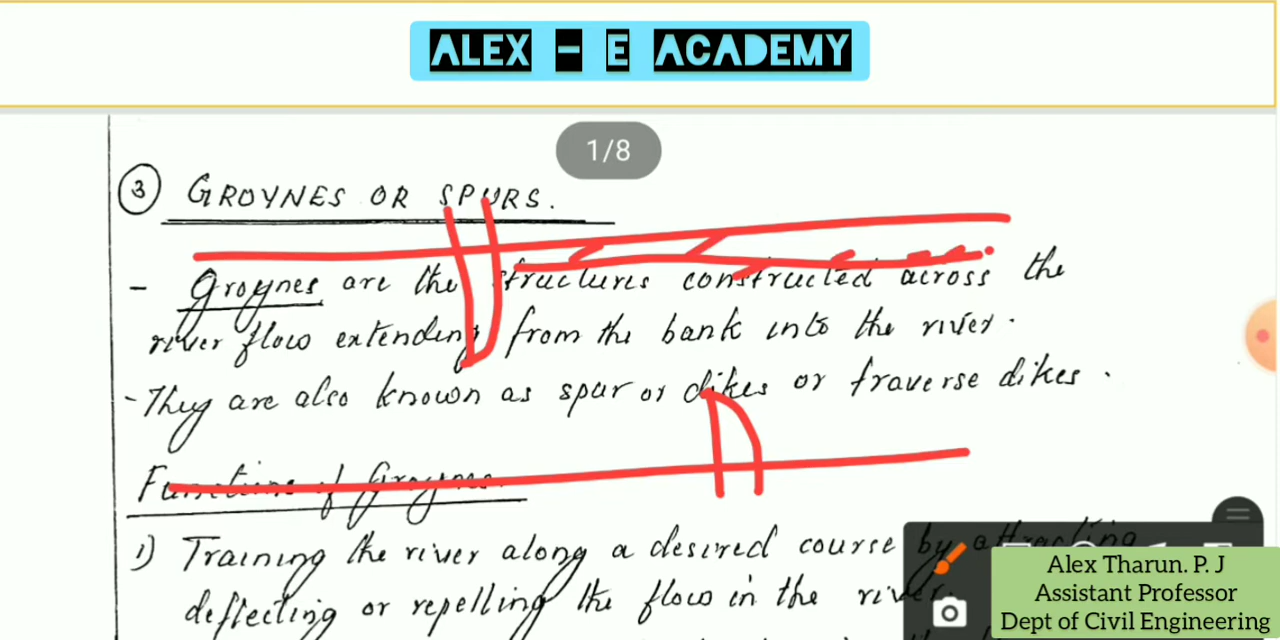 ALEX - E ACADEMY
1/8
3 GROYNES OR SPURS.
- Groynes are the structures constructed across the
river flow extending from the bank into the river.
- They are also known as spur or dikes or traverse dikes.
Functions of Groynes.
1) Training the river along a desired course by attracting
deflecting or repelling the flow in the river.
Alex Tharun. P. J
Assistant Professor
Dept of Civil Engineering